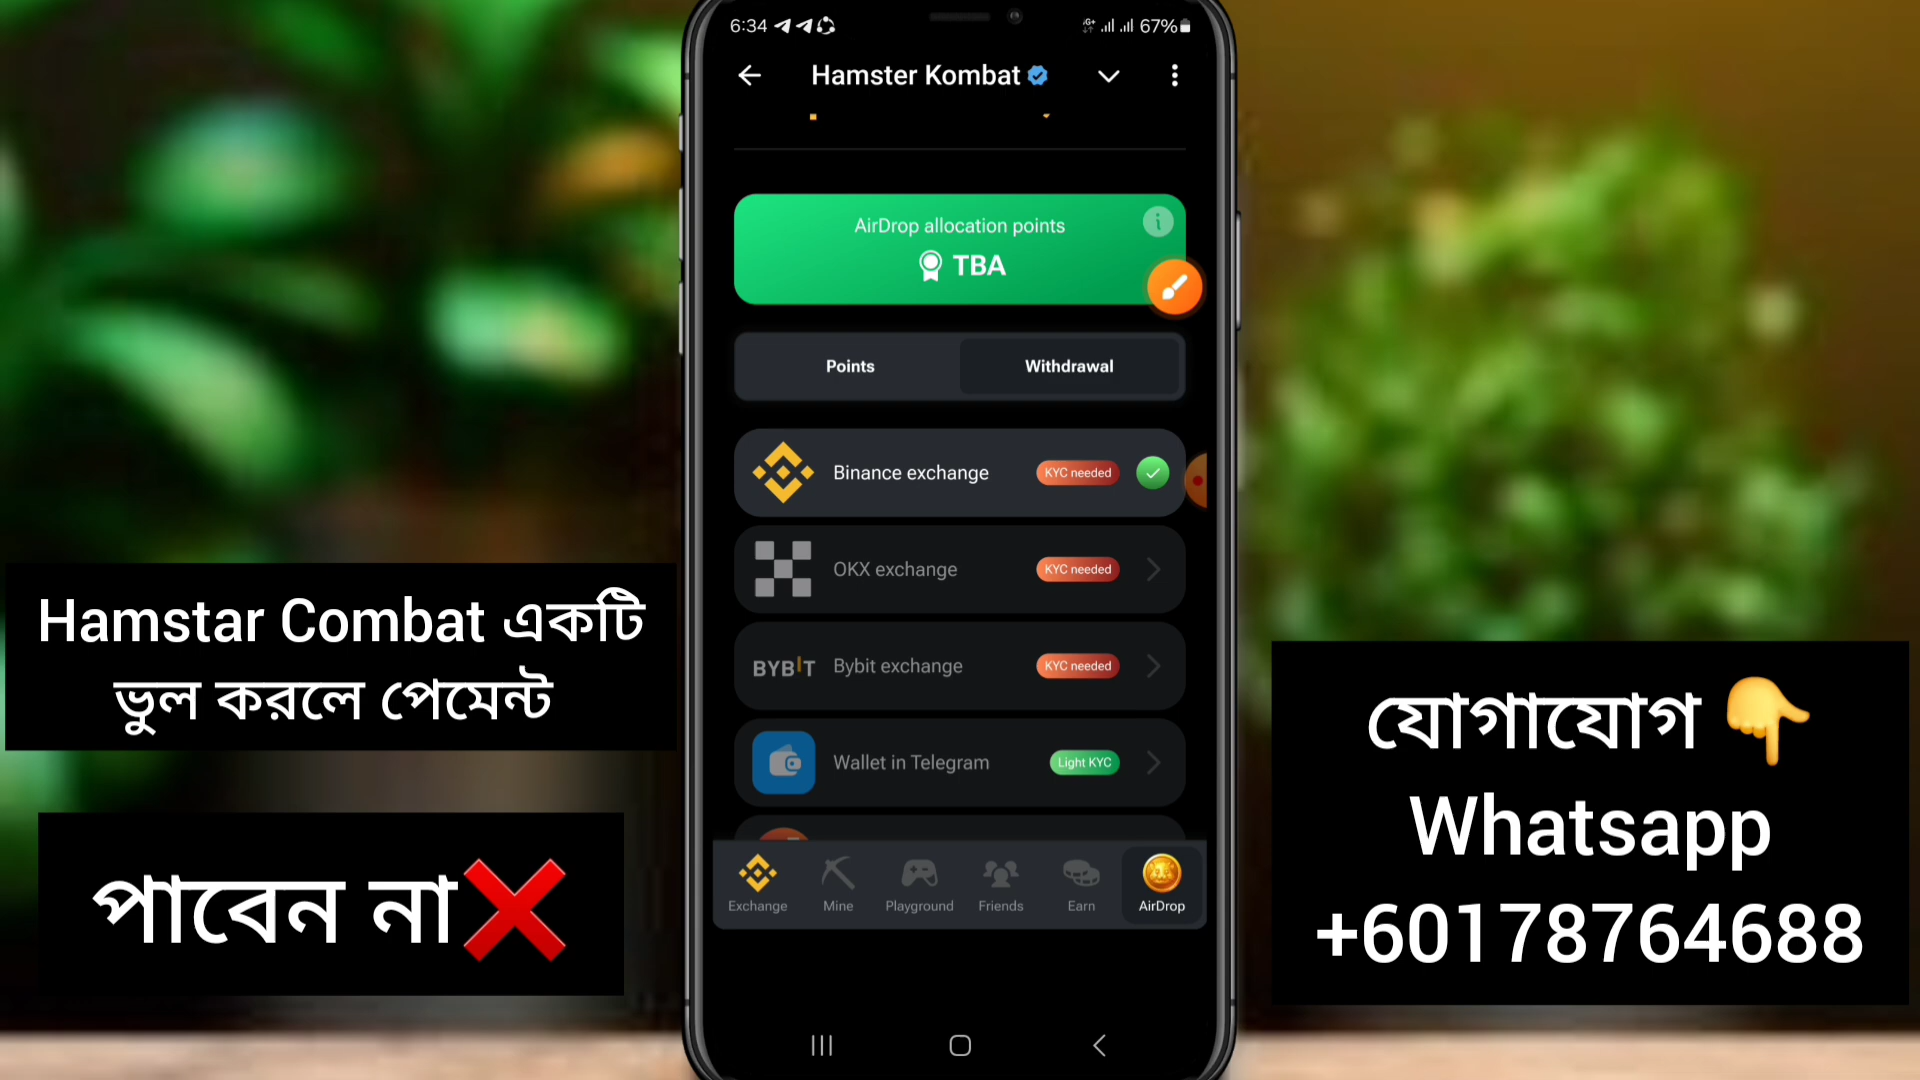 6:34
67%
Hamster Kombat
AirDrop allocation points
TBA
Points
Withdrawal
Binance exchange
KYC needed
OKX exchange
KYC needed
BYBIT
Bybit exchange
KYC needed
Wallet in Telegram
Light KYC
Exchange
Mine
Playground
Friends
Earn
AirDrop
Hamstar Combat একটি
ভুল করলে পেমেন্ট
পাবেন না❌
যোগাযোগ 👇
Whatsapp
+60178764688